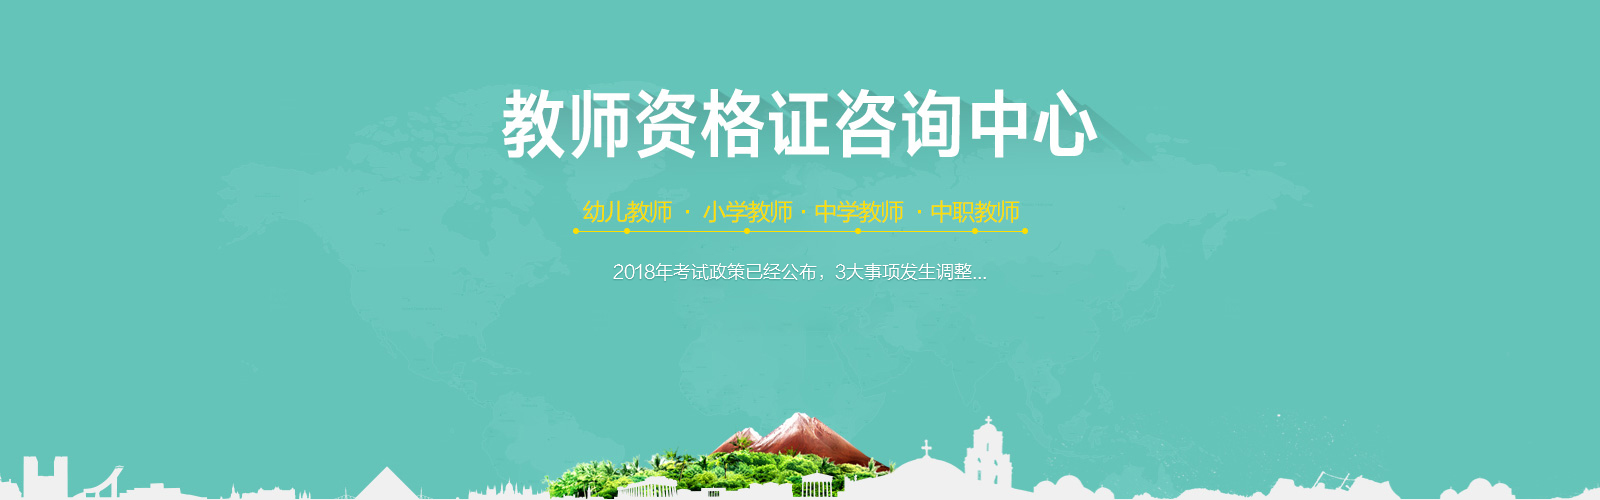 教师资格证咨询中心
幼儿教师 · 小学教师 · 中学教师 · 中职教师
2018年考试政策已经公布，3大事项发生调整...